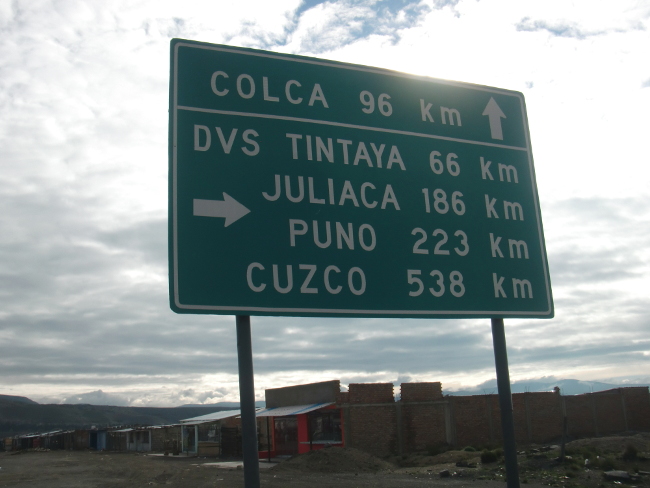 COLCA 96 km
DVS TINTAYA 66 km
JULIACA 186 km
PUNO 223 km
CUZCO 538 km